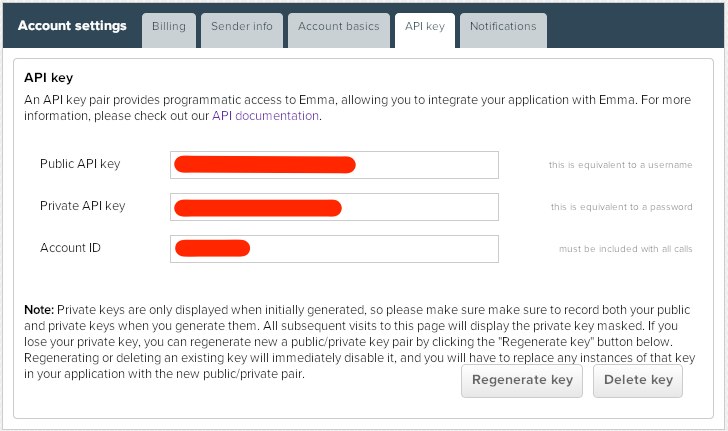 Account settings
Billing
Sender info
Account basics
API key
Notifications
API key
An API key pair provides programmatic access to Emma, allowing you to integrate your application with Emma. For more
information, please check out our API documentation.
Public API key
this is equivalent to a username
Private API key
this is equivalent to a password
Account ID
must be included with all calls
Note: Private keys are only displayed when initially generated, so please make sure make sure to record both your public
and private keys when you generate them. All subsequent visits to this page will display the private key masked. If you
lose your private key, you can regenerate new a public/private key pair by clicking the "Regenerate key" button below.
Regenerating or deleting an existing key will immediately disable it, and you will have to replace any instances of that key
in your application with the new public/private pair.
Regenerate key
Delete key